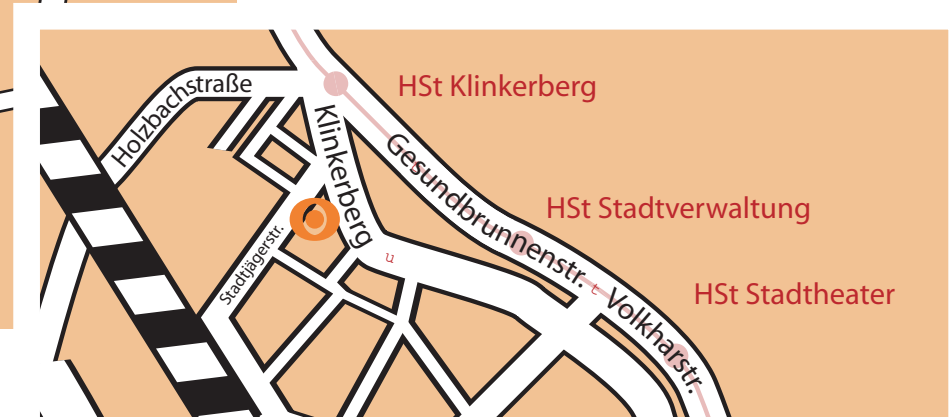 Holzbachstraße
HSt Klinkerberg
Klinkerberg
Gesundbrunnenstr.
HSt Stadtverwaltung
Stadtjägerstr.
u
t
HSt Stadtheater
Volkharstr.